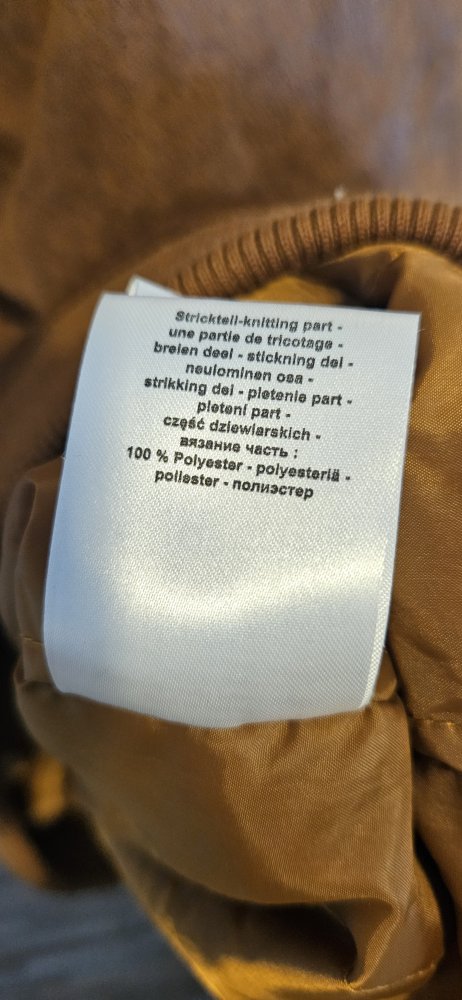 Strickteil-knitting part -
une partie de tricotage -
breien deel - stickning del -
neulominen osa -
strikking del - pletenie part -
pletení part -
część dziewiarskich -
вязание часть :
100 % Polyester - polyesteriä -
poliester - полиэстер